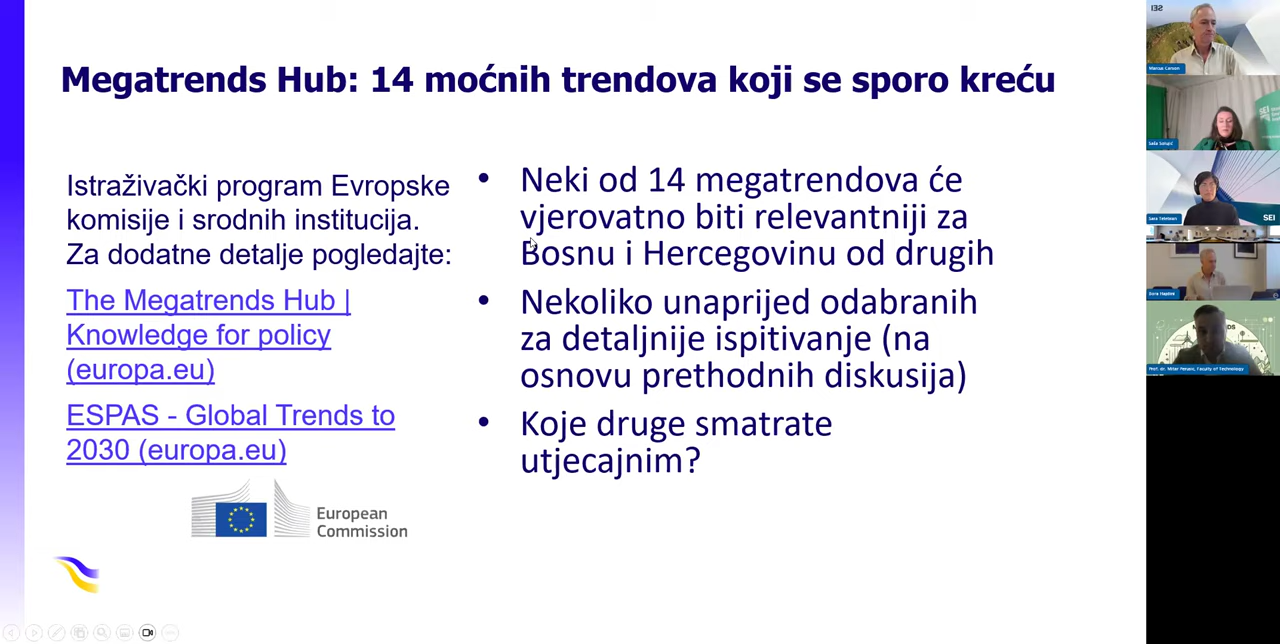 Megatrends Hub: 14 moćnih trendova koji se sporo kreću
Istraživački program Evropske
komisije i srodnih institucija.
Za dodatne detalje pogledajte:
The Megatrends Hub |
Knowledge for policy
(europa.eu)
ESPAS - Global Trends to
2030 (europa.eu)
European
Commission
• Neki od 14 megatrendova će
vjerovatno biti relevantniji za
Bosnu i Hercegovinu od drugih
• Nekoliko unaprijed odabranih
za detaljnije ispitivanje (na
osnovu prethodnih diskusija)
• Koje druge smatrate
utjecajnim?
SEI
SEI